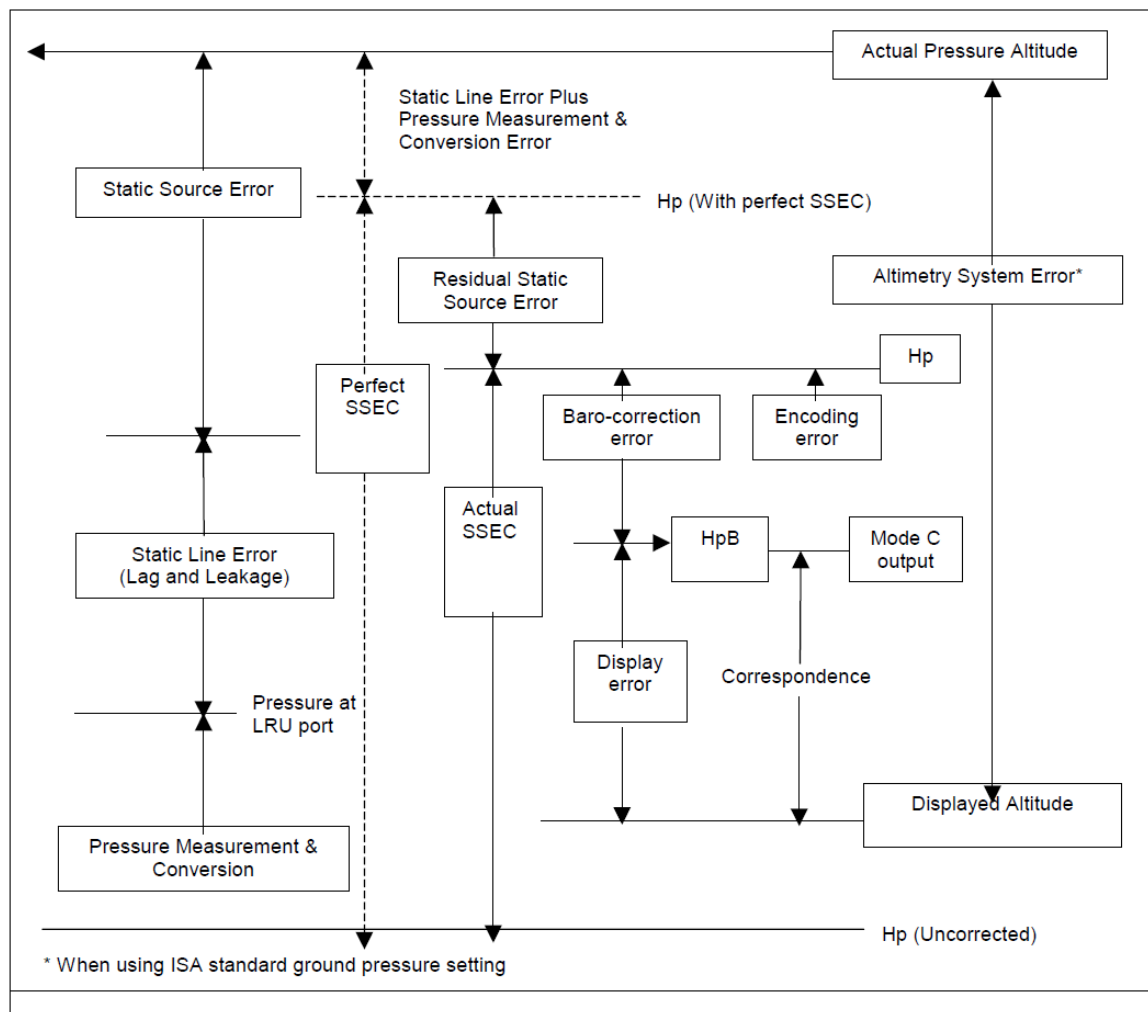 Actual Pressure Altitude
Static Line Error Plus
Pressure Measurement &
Conversion Error
Static Source Error
Hp (With perfect SSEC)
Residual Static
Source Error
Altimetry System Error*
Hp
Perfect
SSEC
Baro-correction
error
Encoding
error
Actual
SSEC
Static Line Error
(Lag and Leakage)
HpB
Mode C
output
Display
error
Correspondence
Pressure at
LRU port
Displayed Altitude
Pressure Measurement &
Conversion
Hp (Uncorrected)
* When using ISA standard ground pressure setting